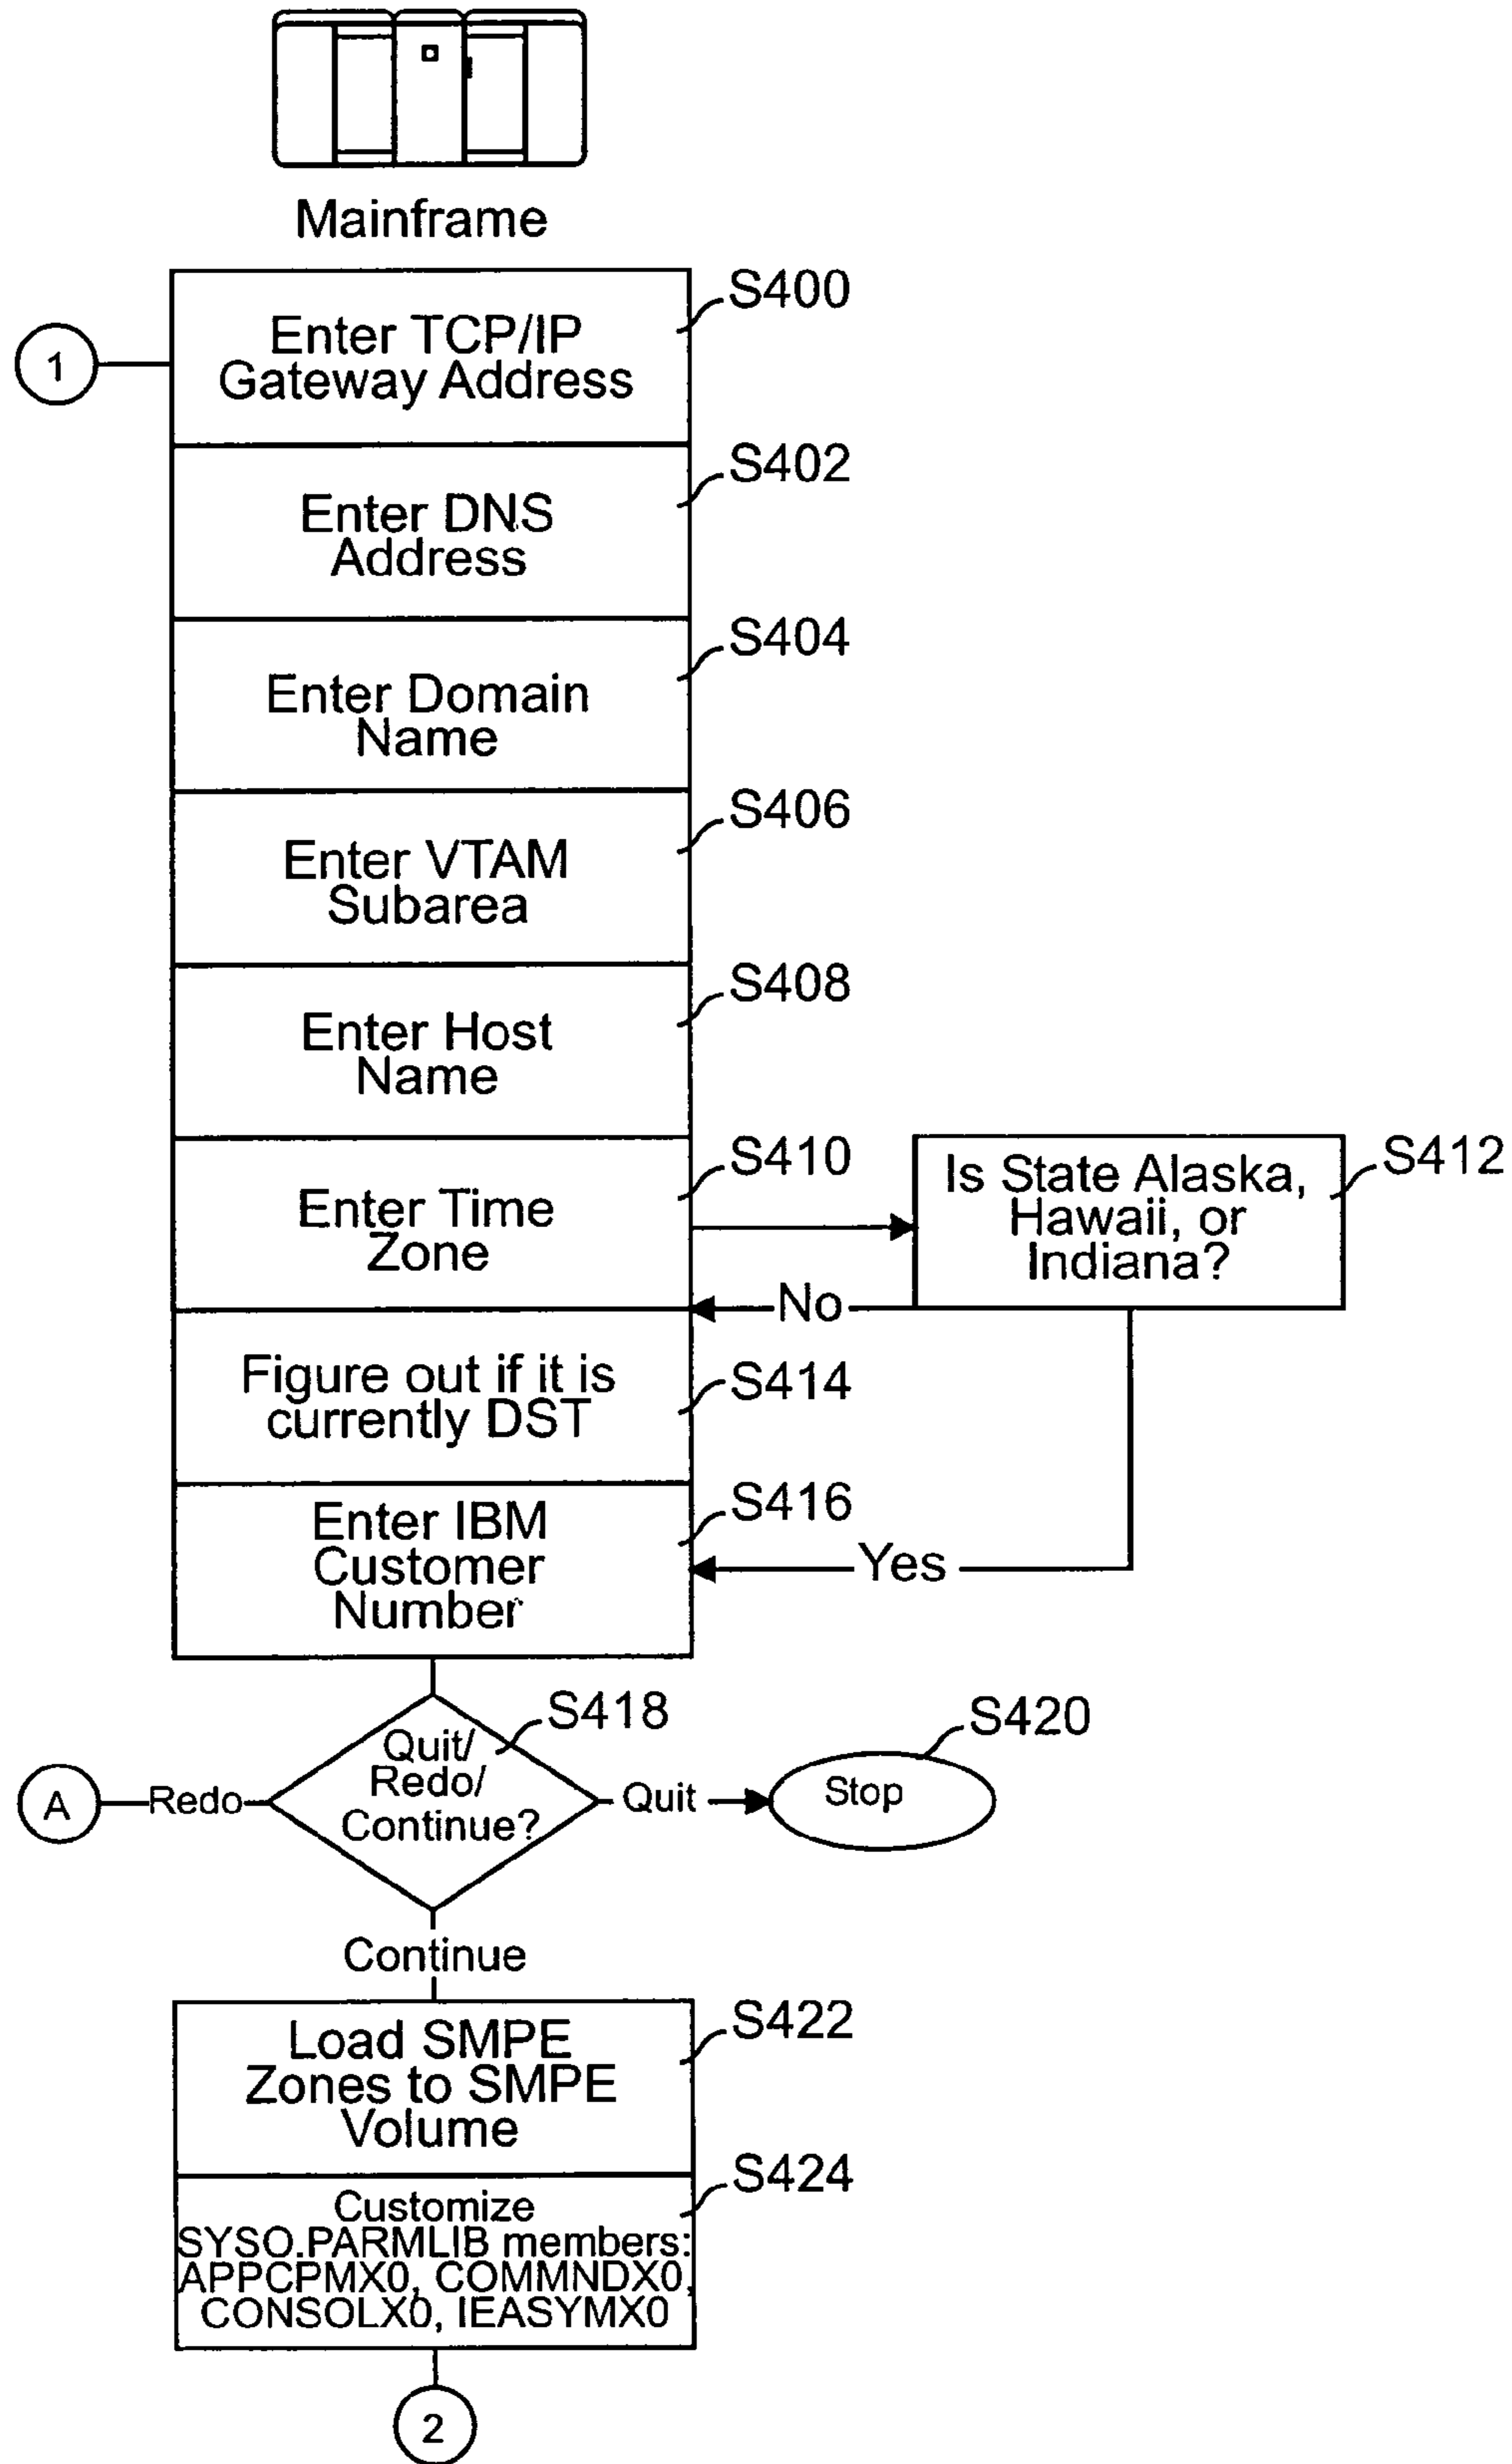 Mainframe
1
S400
Enter TCP/IP
Gateway Address
S402
Enter DNS
Address
S404
Enter Domain
Name
S406
Enter VTAM
Subarea
S408
Enter Host
Name
S410
Enter Time
Zone
S412
Is State Alaska,
Hawaii, or
Indiana?
No
S414
Figure out if it is
currently DST
S416
Enter IBM
Customer
Number
Yes
S418
Quit/
Redo/
Continue?
A
Redo
Quit
S420
Stop
Continue
S422
Load SMPE
Zones to SMPE
Volume
S424
Customize
SYSO.PARMLIB members:
APPCPMX0, COMMNDX0,
CONSOLX0, IEASYMX0
2